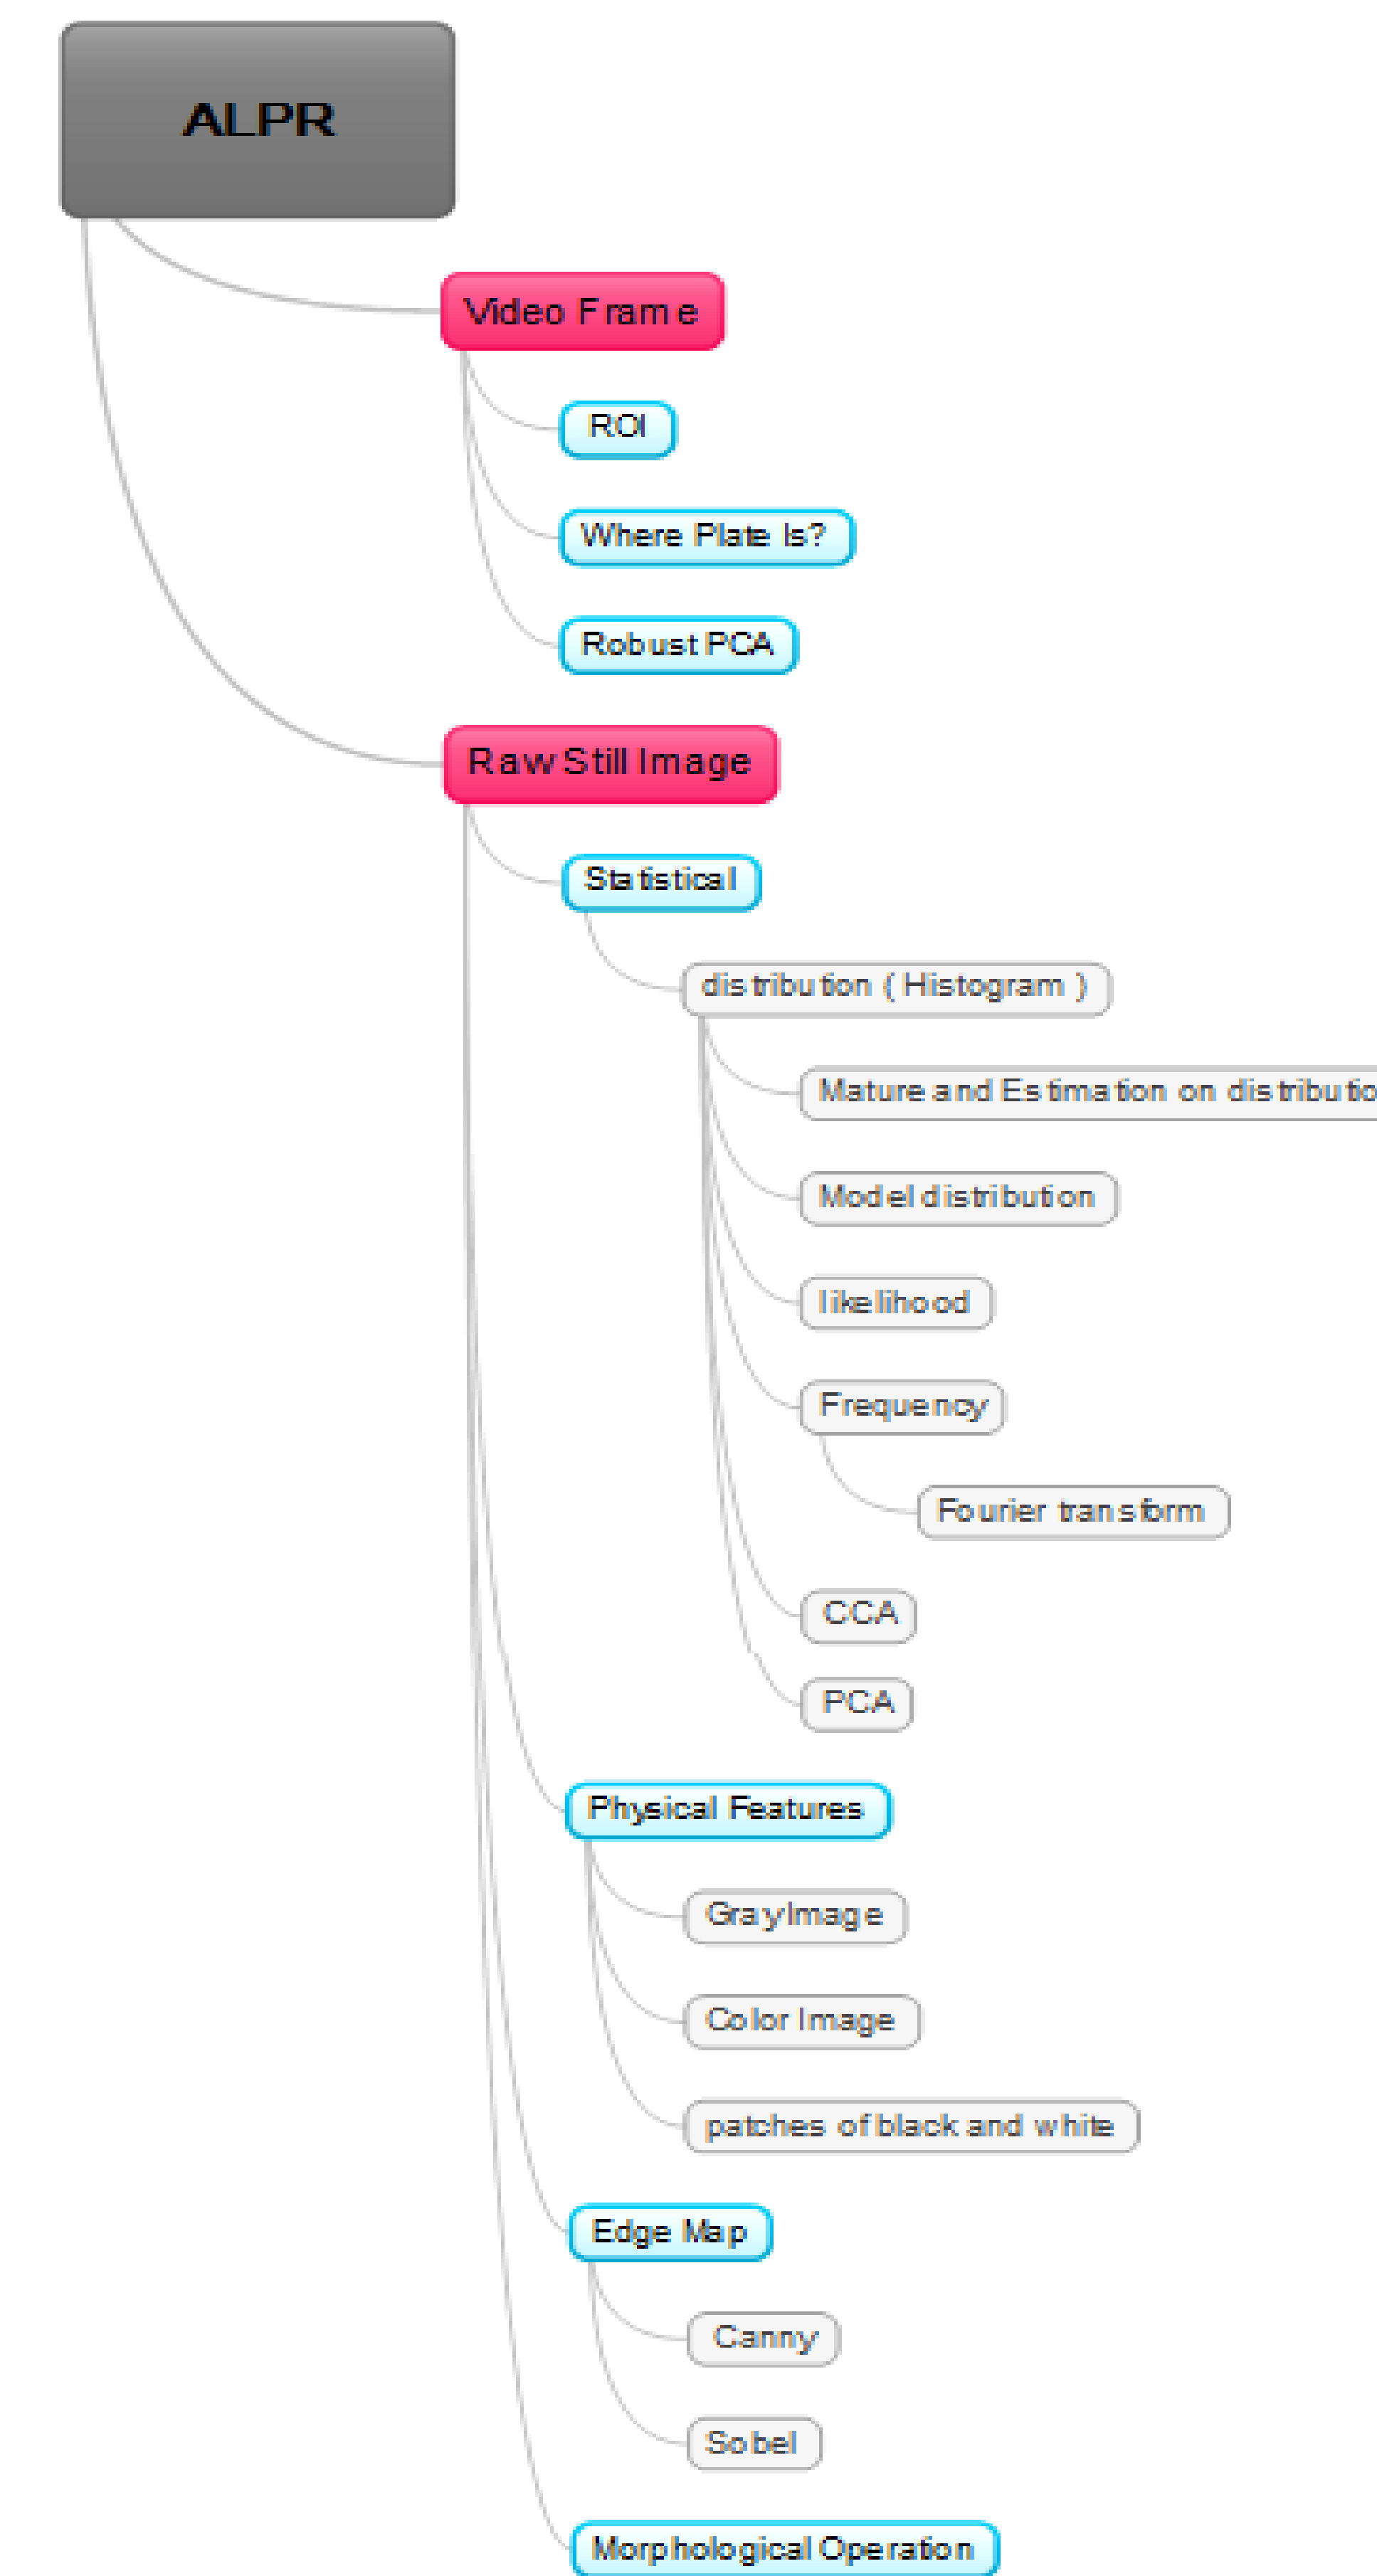 ALPR
Video Frame
ROI
Where Plate Is?
Robust PCA
Raw Still Image
Statistical
distribution ( Histogram )
Mature and Estimation on distributio
Model distribution
likelihood
Frequency
Fourier transform
CCA
PCA
Physical Features
Gray Image
Color Image
patches of black and white
Edge Map
Canny
Sobel
Morphological Operation